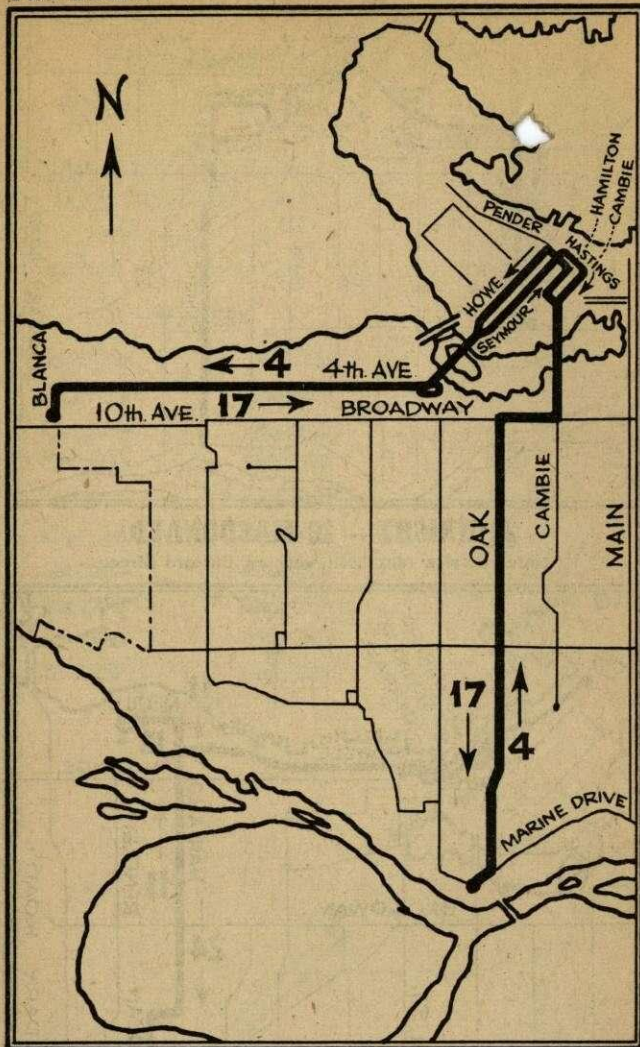 N
PENDER
HAMILTON
CAMBIE
HASTINGS
HOWE
SEYMOUR
BLANCA
4
4th. AVE.
10th. AVE.
17
BROADWAY
OAK
CAMBIE
MAIN
17
4
MARINE DRIVE